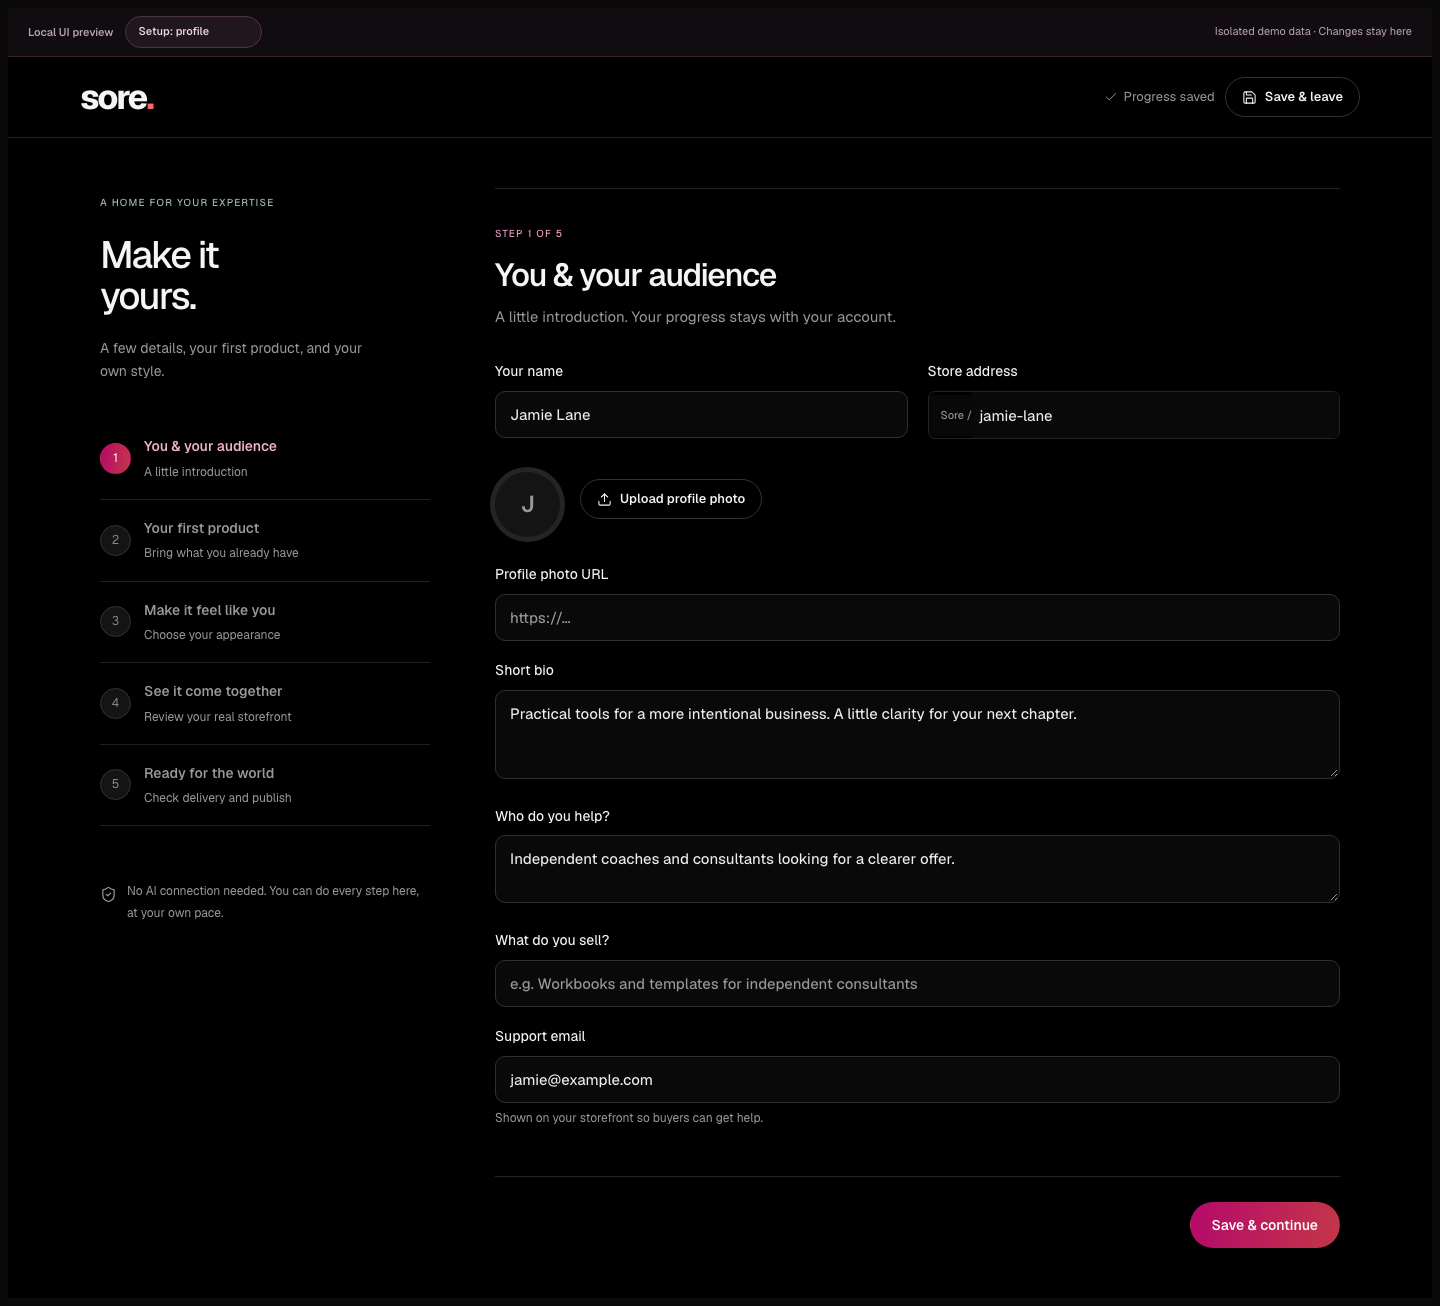 Local UI preview
Setup: profile
Isolated demo data · Changes stay here
sore.
Progress saved
Save & leave
A HOME FOR YOUR EXPERTISE
Make it
yours.
A few details, your first product, and your
own style.
1
You & your audience
A little introduction
2
Your first product
Bring what you already have
3
Make it feel like you
Choose your appearance
4
See it come together
Review your real storefront
5
Ready for the world
Check delivery and publish
No AI connection needed. You can do every step here,
at your own pace.
STEP 1 OF 5
You & your audience
A little introduction. Your progress stays with your account.
Your name
Jamie Lane
Store address
Sore / jamie-lane
J
Upload profile photo
Profile photo URL
https://...
Short bio
Practical tools for a more intentional business. A little clarity for your next chapter.
Who do you help?
Independent coaches and consultants looking for a clearer offer.
What do you sell?
e.g. Workbooks and templates for independent consultants
Support email
jamie@example.com
Shown on your storefront so buyers can get help.
Save & continue